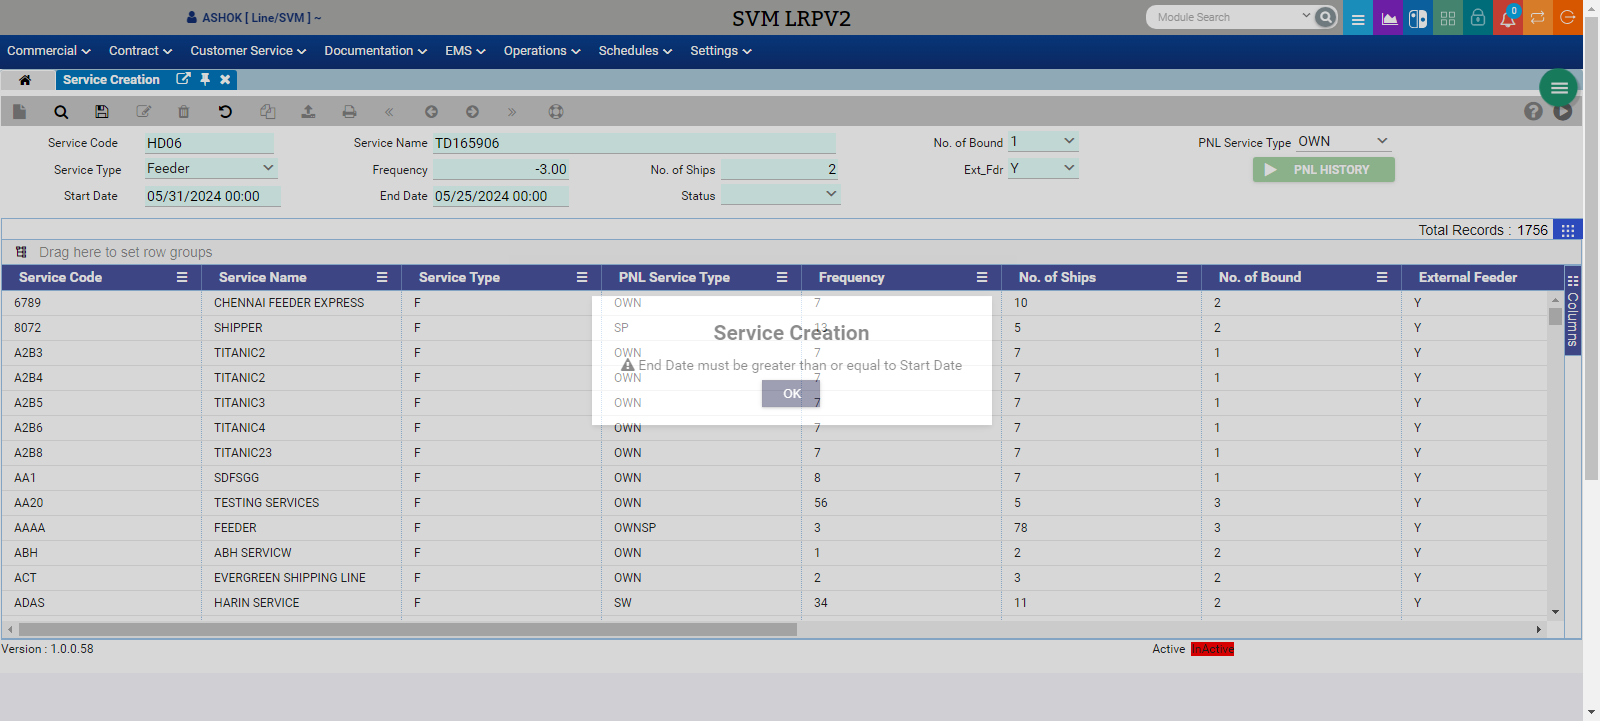 ASHOK [ Line/SVM ] ~
SVM LRPV2
Module Search
0
Commercial Contract Customer Service Documentation EMS Operations Schedules Settings
Service Creation
Service Code HD06 Service Name TD165906 No. of Bound 1 PNL Service Type OWN
Service Type Feeder Frequency -3.00 No. of Ships 2 Ext_Fdr Y PNL HISTORY
Start Date 05/31/2024 00:00 End Date 05/25/2024 00:00 Status
Total Records : 1756
Drag here to set row groups
Service Code Service Name Service Type PNL Service Type Frequency No. of Ships No. of Bound External Feeder
Columns
6789 CHENNAI FEEDER EXPRESS F OWN 7 10 2 Y
8072 SHIPPER F SP 13 5 2 Y
A2B3 TITANIC2 F OWN 7 7 1 Y
A2B4 TITANIC2 F OWN 7 7 1 Y
A2B5 TITANIC3 F OWN 7 7 1 Y
A2B6 TITANIC4 F OWN 7 7 1 Y
A2B8 TITANIC23 F OWN 7 7 1 Y
AA1 SDFSGG F OWN 8 7 1 Y
AA20 TESTING SERVICES F OWN 56 5 3 Y
AAAA FEEDER F OWNSP 3 78 3 Y
ABH ABH SERVICW F OWN 1 2 2 Y
ACT EVERGREEN SHIPPING LINE F OWN 2 3 2 Y
ADAS HARIN SERVICE F SW 34 11 2 Y
Service Creation
End Date must be greater than or equal to Start Date
OK
Version : 1.0.0.58
Active InActive